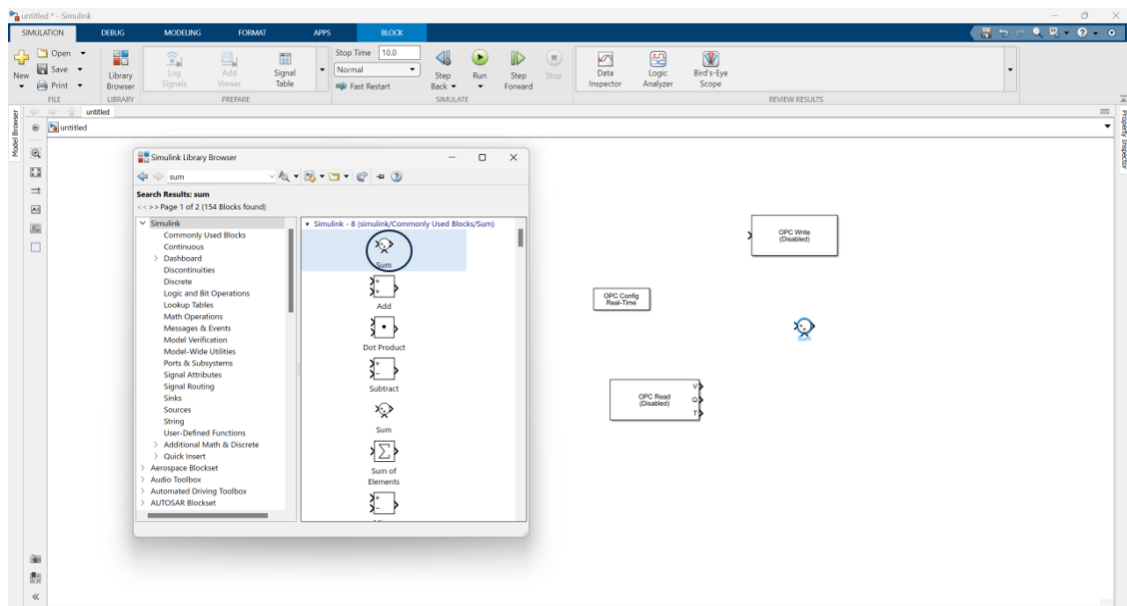 untitled * - Simulink
SIMULATION DEBUG MODELING FORMAT APPS BLOCK
New
Open
Save
Print
FILE
Library Browser
LIBRARY
Log Signals
Add Viewer
Signal Table
PREPARE
Stop Time 10.0
Normal
Fast Restart
Step Back
Run
Step Forward
Stop
SIMULATE
Data Inspector
Logic Analyzer
Bird's-Eye Scope
REVIEW RESULTS
Model Browser
untitled
untitled
Property Inspector
Simulink Library Browser
sum
Search Results: sum
<< >> Page 1 of 2 (154 Blocks found)
Simulink
Commonly Used Blocks
Continuous
Dashboard
Discontinuities
Discrete
Logic and Bit Operations
Lookup Tables
Math Operations
Messages & Events
Model Verification
Model-Wide Utilities
Ports & Subsystems
Signal Attributes
Signal Routing
Sinks
Sources
String
User-Defined Functions
Additional Math & Discrete
Quick Insert
Aerospace Blockset
Audio Toolbox
Automated Driving Toolbox
AUTOSAR Blockset
Simulink - 8 (simulink/Commonly Used Blocks/Sum)
Sum
Add
Dot Product
Subtract
Sum
Sum of
Elements
OPC Write
(Disabled)
OPC Config
Real-Time
Sum
OPC Read
(Disabled)
V
Q
T